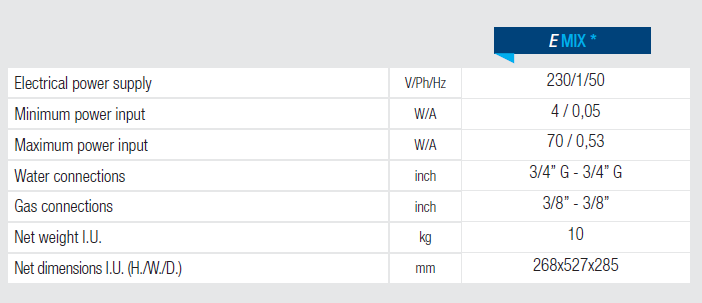 E MIX *
Electrical power supply V/Ph/Hz 230/1/50
Minimum power input W/A 4 / 0,05
Maximum power input W/A 70 / 0,53
Water connections inch 3/4” G - 3/4” G
Gas connections inch 3/8” - 3/8”
Net weight I.U. kg 10
Net dimensions I.U. (H./W./D.) mm 268x527x285